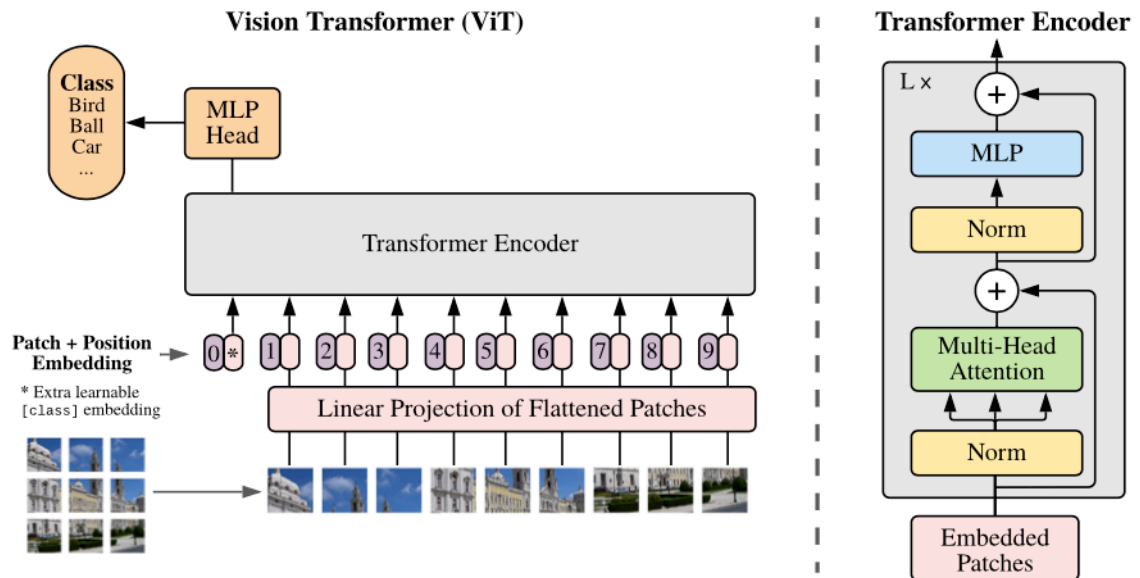 Vision Transformer (ViT)
Class
Bird
Ball
Car
...
MLP
Head
Transformer Encoder
Patch + Position
Embedding
0 * 1 2 3 4 5 6 7 8 9
* Extra learnable
[class] embedding
Linear Projection of Flattened Patches
Transformer Encoder
L ×
+
MLP
Norm
+
Multi-Head
Attention
Norm
Embedded
Patches